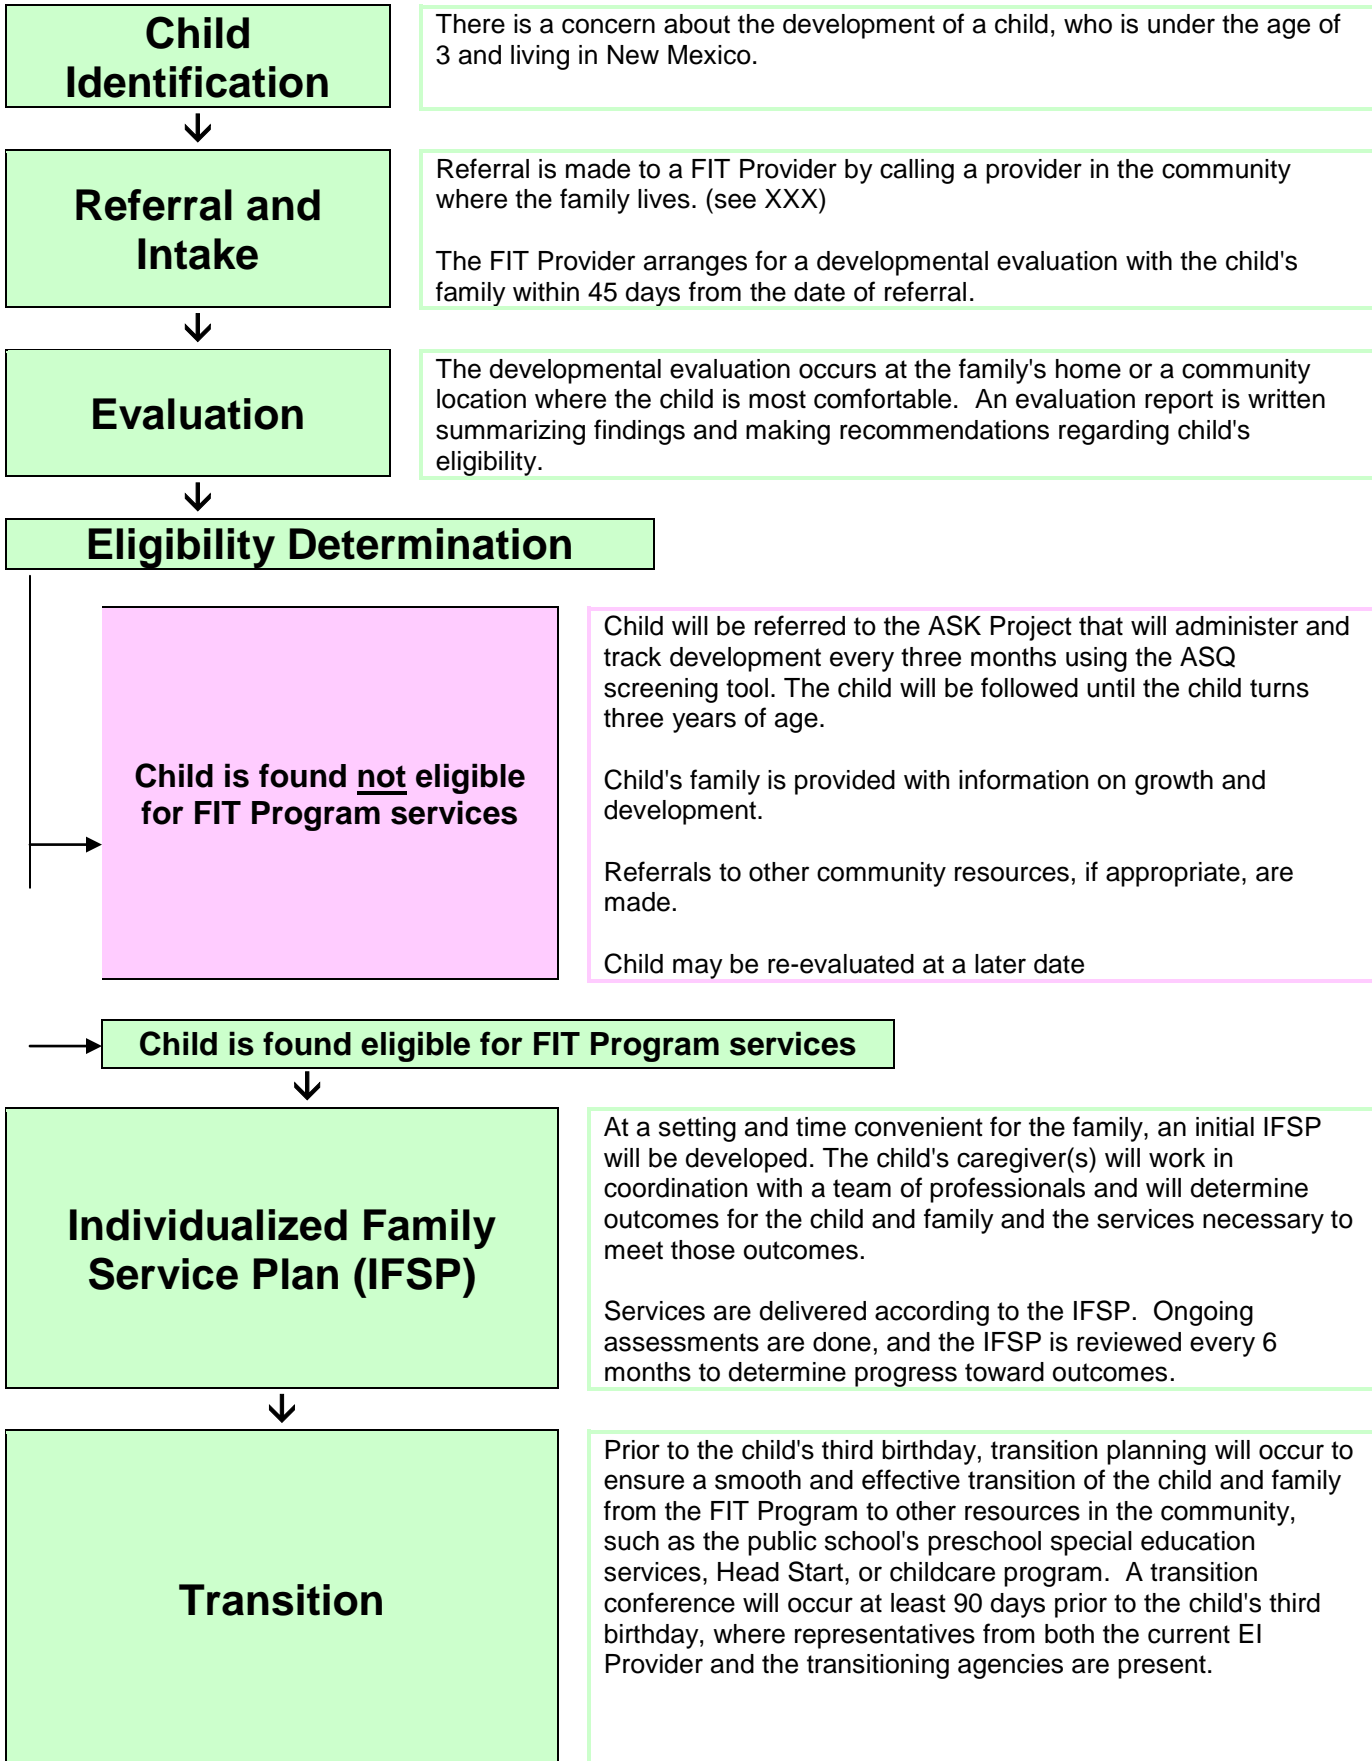 Child
Identification
There is a concern about the development of a child, who is under the age of
3 and living in New Mexico.
Referral and
Intake
Referral is made to a FIT Provider by calling a provider in the community
where the family lives. (see XXX)
The FIT Provider arranges for a developmental evaluation with the child's
family within 45 days from the date of referral.
Evaluation
The developmental evaluation occurs at the family's home or a community
location where the child is most comfortable.  An evaluation report is written
summarizing findings and making recommendations regarding child's
eligibility.
Eligibility Determination
Child is found not eligible
for FIT Program services
Child will be referred to the ASK Project that will administer and
track development every three months using the ASQ
screening tool. The child will be followed until the child turns
three years of age.
Child's family is provided with information on growth and
development.
Referrals to other community resources, if appropriate, are
made.
Child may be re-evaluated at a later date
Child is found eligible for FIT Program services
Individualized Family
Service Plan (IFSP)
At a setting and time convenient for the family, an initial IFSP
will be developed. The child's caregiver(s) will work in
coordination with a team of professionals and will determine
outcomes for the child and family and the services necessary to
meet those outcomes.
Services are delivered according to the IFSP.  Ongoing
assessments are done, and the IFSP is reviewed every 6
months to determine progress toward outcomes.
Transition
Prior to the child's third birthday, transition planning will occur to
ensure a smooth and effective transition of the child and family
from the FIT Program to other resources in the community,
such as the public school's preschool special education
services, Head Start, or childcare program.  A transition
conference will occur at least 90 days prior to the child's third
birthday, where representatives from both the current EI
Provider and the transitioning agencies are present.